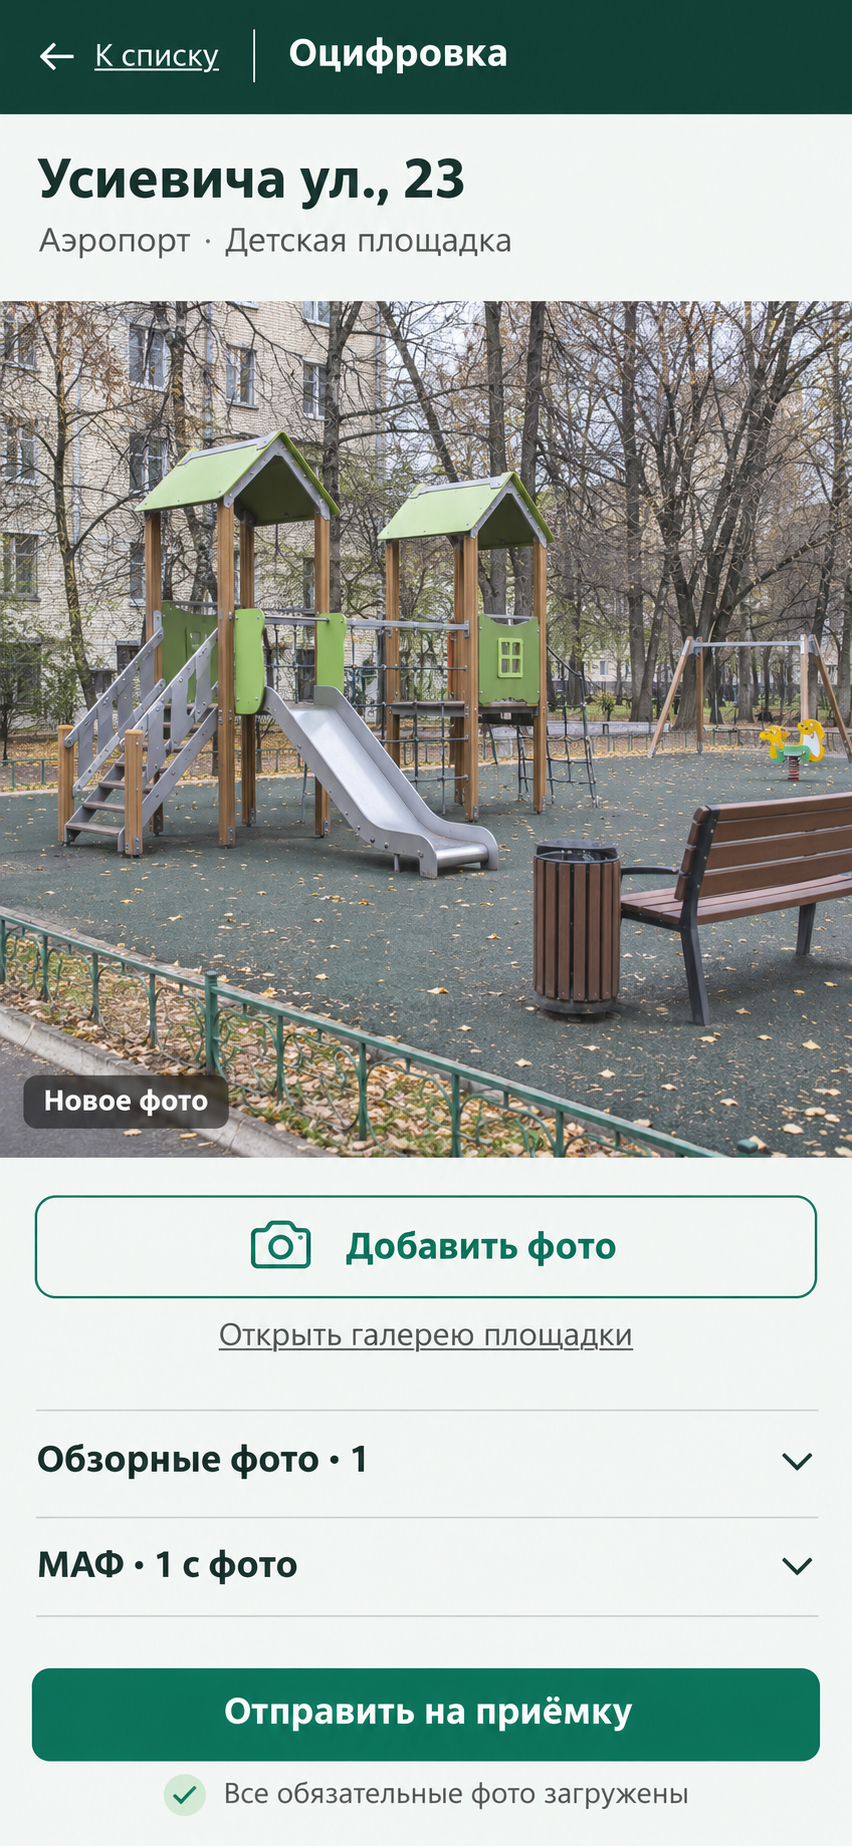 ← К списку | Оцифровка
Усиевича ул., 23
Аэропорт · Детская площадка
Новое фото
Добавить фото
Открыть галерею площадки
Обзорные фото • 1
МАФ • 1 с фото
Отправить на приёмку
Все обязательные фото загружены